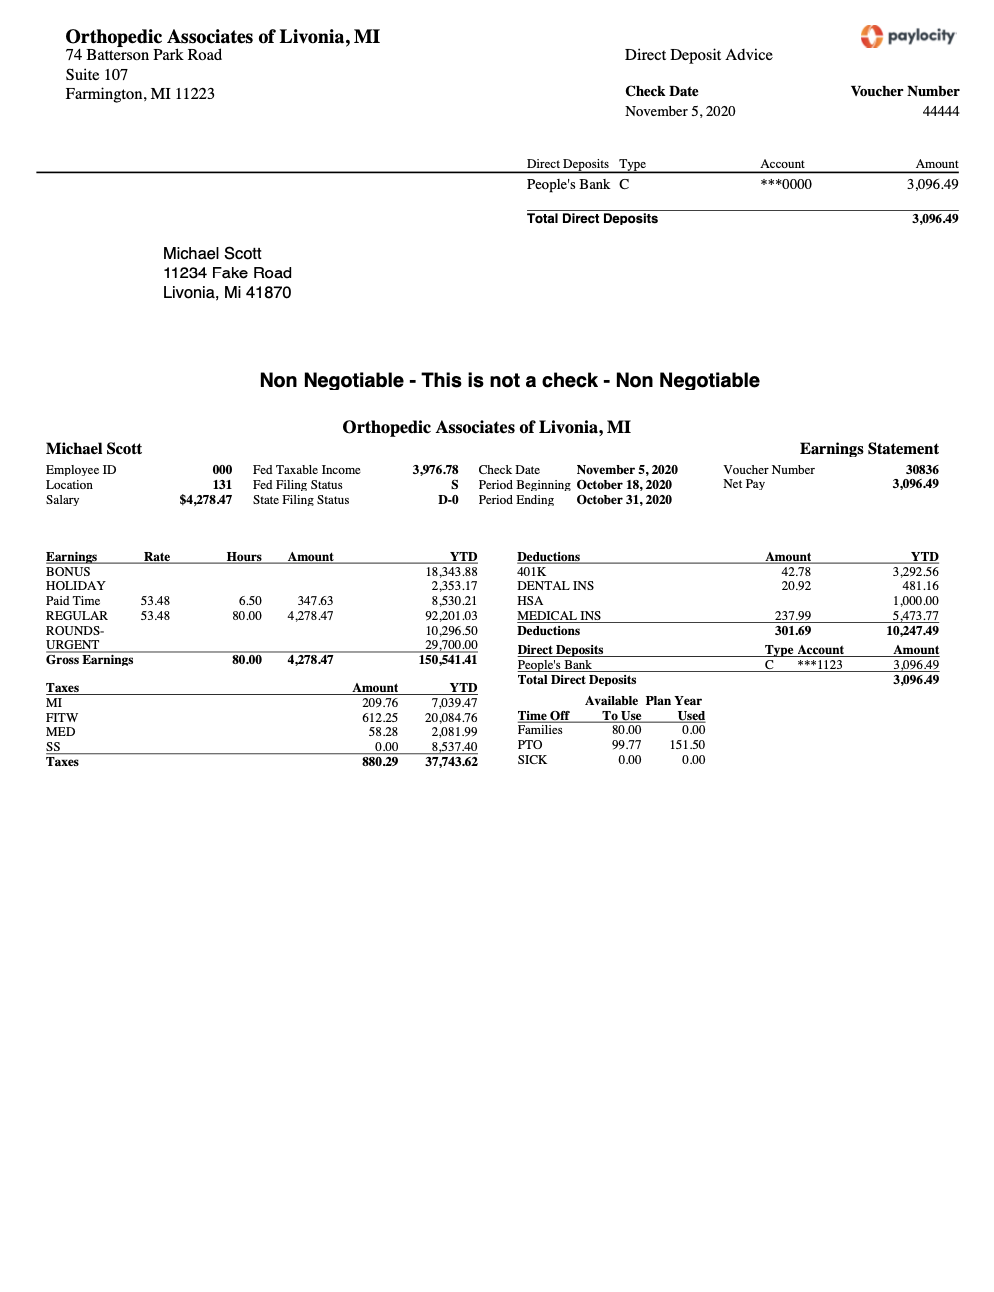 Orthopedic Associates of Livonia, MI
74 Batterson Park Road
Suite 107
Farmington, MI 11223
paylocity
Direct Deposit Advice
Check Date Voucher Number
November 5, 2020 44444
Direct Deposits Type Account Amount
People's Bank C ***0000 3,096.49
Total Direct Deposits 3,096.49
Michael Scott
11234 Fake Road
Livonia, Mi 41870
Non Negotiable - This is not a check - Non Negotiable
Orthopedic Associates of Livonia, MI
Michael Scott Earnings Statement
Employee ID 000 Fed Taxable Income 3,976.78 Check Date November 5, 2020 Voucher Number 30836
Location 131 Fed Filing Status S Period Beginning October 18, 2020 Net Pay 3,096.49
Salary $4,278.47 State Filing Status D-0 Period Ending October 31, 2020
Earnings Rate Hours Amount YTD
BONUS 18,343.88
HOLIDAY 2,353.17
Paid Time 53.48 6.50 347.63 8,530.21
REGULAR 53.48 80.00 4,278.47 92,201.03
ROUNDS- 10,296.50
URGENT 29,700.00
Gross Earnings 80.00 4,278.47 150,541.41
Taxes Amount YTD
MI 209.76 7,039.47
FITW 612.25 20,084.76
MED 58.28 2,081.99
SS 0.00 8,537.40
Taxes 880.29 37,743.62
Deductions Amount YTD
401K 42.78 3,292.56
DENTAL INS 20.92 481.16
HSA 1,000.00
MEDICAL INS 237.99 5,473.77
Deductions 301.69 10,247.49
Direct Deposits Type Account Amount
People's Bank C ***1123 3,096.49
Total Direct Deposits 3,096.49
Available Plan Year
Time Off To Use Used
Families 80.00 0.00
PTO 99.77 151.50
SICK 0.00 0.00